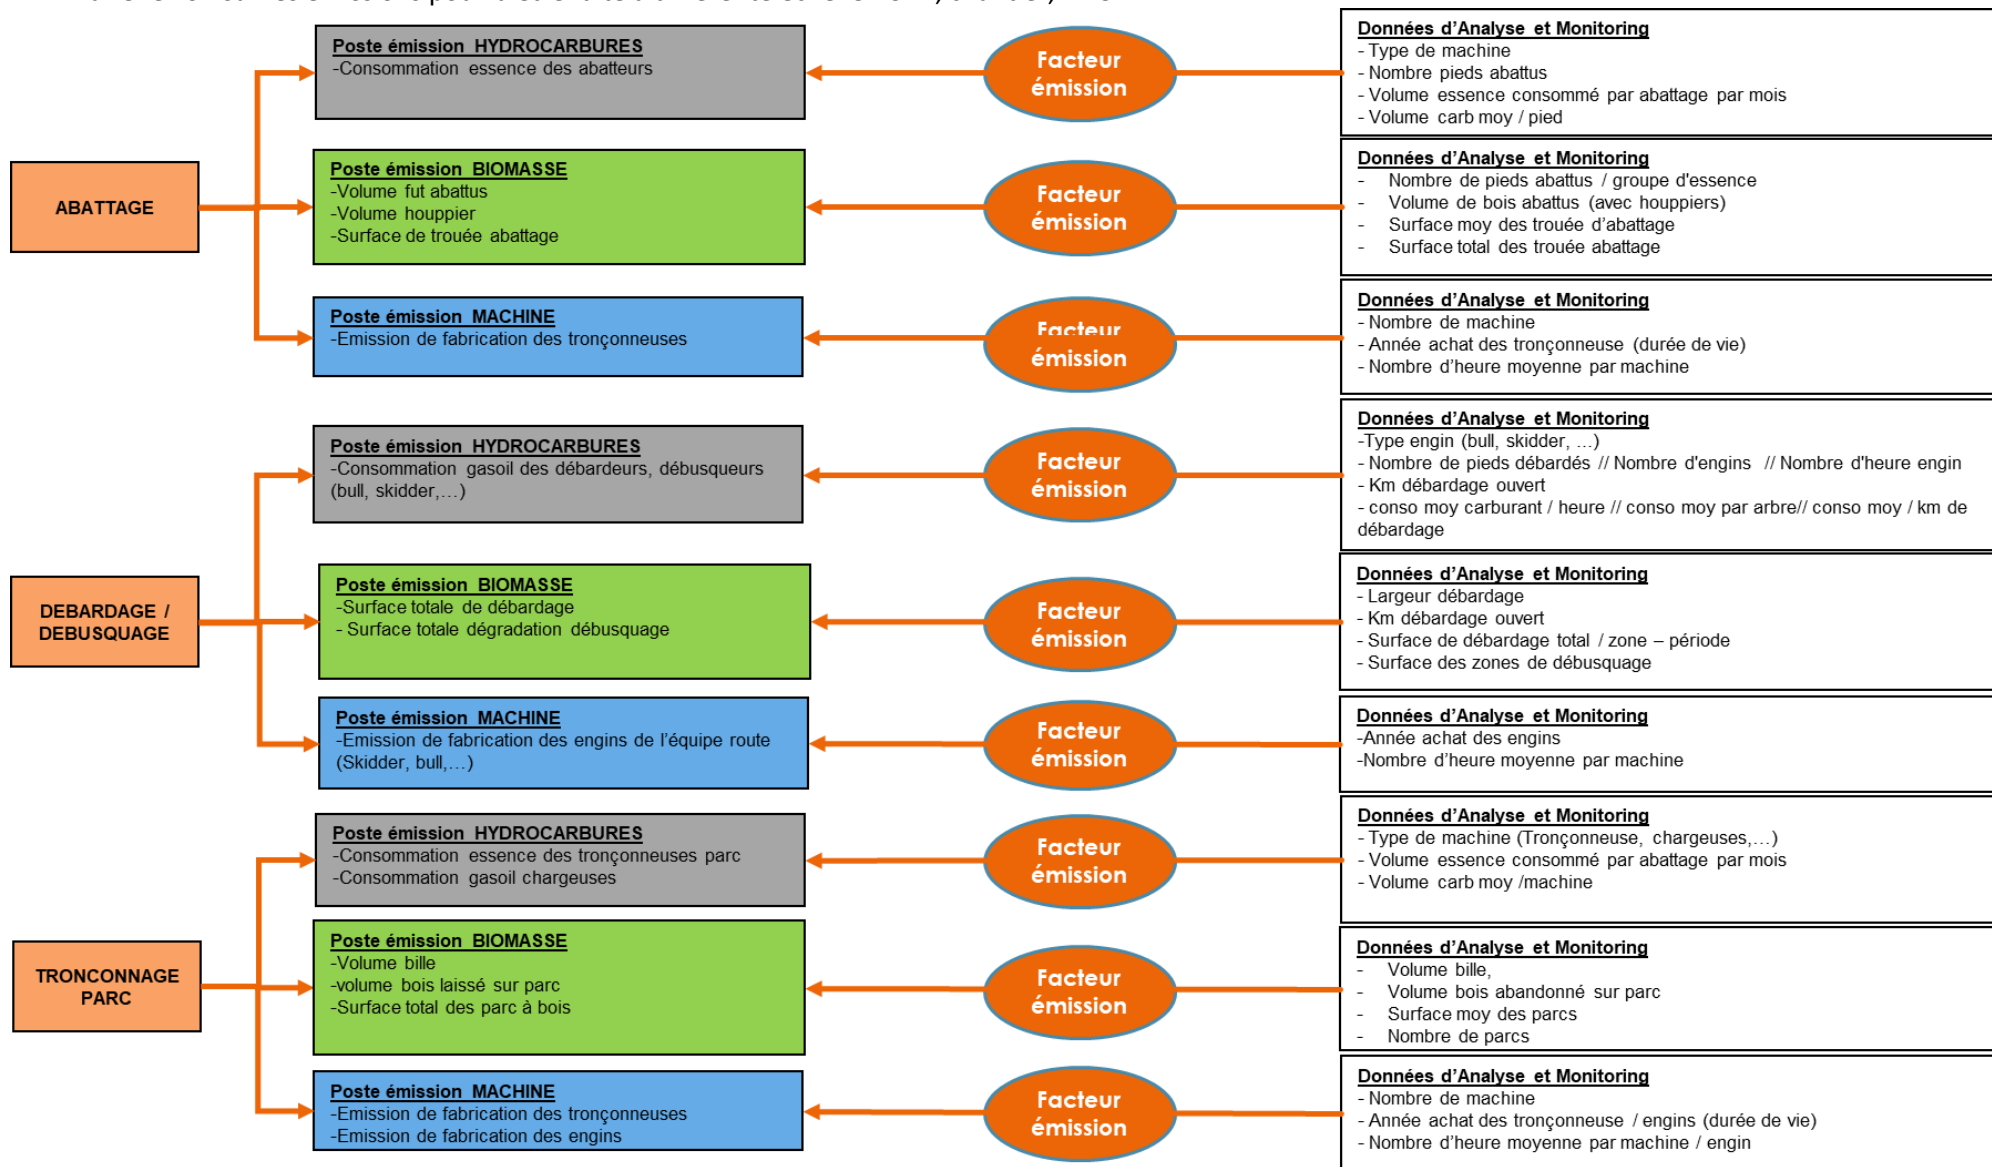 ABATTAGE
Poste émission HYDROCARBURES
-Consommation essence des abatteurs
Facteur
émission
Données d'Analyse et Monitoring
- Type de machine
- Nombre pieds abattus
- Volume essence consommé par abattage par mois
- Volume carb moy / pied
Poste émission BIOMASSE
-Volume fut abattus
-Volume houppier
-Surface de trouée abattage
Facteur
émission
Données d'Analyse et Monitoring
- Nombre de pieds abattus / groupe d'essence
- Volume de bois abattus (avec houppiers)
- Surface moy des trouée d'abattage
- Surface total des trouée abattage
Poste émission MACHINE
-Emission de fabrication des tronçonneuses
Facteur
émission
Données d'Analyse et Monitoring
- Nombre de machine
- Année achat des tronçonneuse (durée de vie)
- Nombre d'heure moyenne par machine
DEBARDAGE /
DEBUSQUAGE
Poste émission HYDROCARBURES
-Consommation gasoil des débardeurs, débusqueurs
(bull, skidder,…)
Facteur
émission
Données d'Analyse et Monitoring
-Type engin (bull, skidder, …)
- Nombre de pieds débardés // Nombre d'engins // Nombre d'heure engin
- Km débardage ouvert
- conso moy carburant / heure // conso moy par arbre// conso moy / km de
débardage
Poste émission BIOMASSE
-Surface totale de débardage
- Surface totale dégradation débusquage
Facteur
émission
Données d'Analyse et Monitoring
- Largeur débardage
- Km débardage ouvert
- Surface de débardage total / zone – période
- Surface des zones de débusquage
Poste émission MACHINE
-Emission de fabrication des engins de l'équipe route
(Skidder, bull,…)
Facteur
émission
Données d'Analyse et Monitoring
-Année achat des engins
-Nombre d'heure moyenne par machine
TRONCONNAGE
PARC
Poste émission HYDROCARBURES
-Consommation essence des tronçonneuses parc
-Consommation gasoil chargeuses
Facteur
émission
Données d'Analyse et Monitoring
- Type de machine (Tronçonneuse, chargeuses,…)
- Volume essence consommé par abattage par mois
- Volume carb moy /machine
Poste émission BIOMASSE
-Volume bille
-volume bois laissé sur parc
-Surface total des parc à bois
Facteur
émission
Données d'Analyse et Monitoring
- Volume bille,
- Volume bois abandonné sur parc
- Surface moy des parcs
- Nombre de parcs
Poste émission MACHINE
-Emission de fabrication des tronçonneuses
-Emission de fabrication des engins
Facteur
émission
Données d'Analyse et Monitoring
- Nombre de machine
- Année achat des tronçonneuse / engins (durée de vie)
- Nombre d'heure moyenne par machine / engin